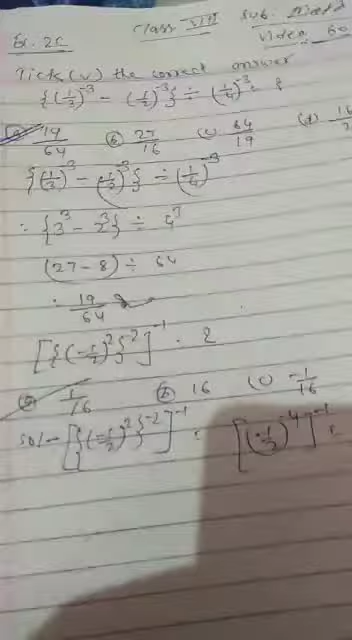 Ex. 2C Class VIII Sub. Math
Video 60
Tick (√) the correct answer
{(1/3)^-3 - (1/2)^-3} ÷ (1/4)^-3 = ?
(a) 19/64 (b) 27/16 (c) 64/19 (d) 16
{(1/3)^-3 - (1/2)^-3} ÷ (1/4)^-3
: {3^3 - 2^3} ÷ 4^3
(27 - 8) ÷ 64
: 19/64
[{(-1/2)^2}^-2]^-1 = ?
(a) 1/16 (b) 16 (c) -1/16
Sol - [{(-1/2)^2}^-2]^-1 : [(-1/2)^-4]^-1 :